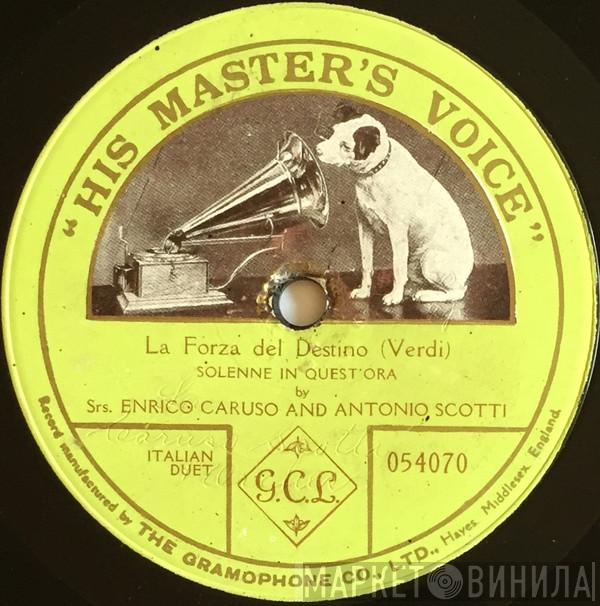 "HIS MASTER'S VOICE"
La Forza del Destino (Verdi)
SOLENNE IN QUEST'ORA
by
Srs. ENRICO CARUSO AND ANTONIO SCOTTI
ITALIAN
DUET
G.C.L.
054070
Record manufactured by THE GRAMOPHONE CO., LTD., Hayes, Middlesex, England.
МАРКЕТ ВИНИЛА